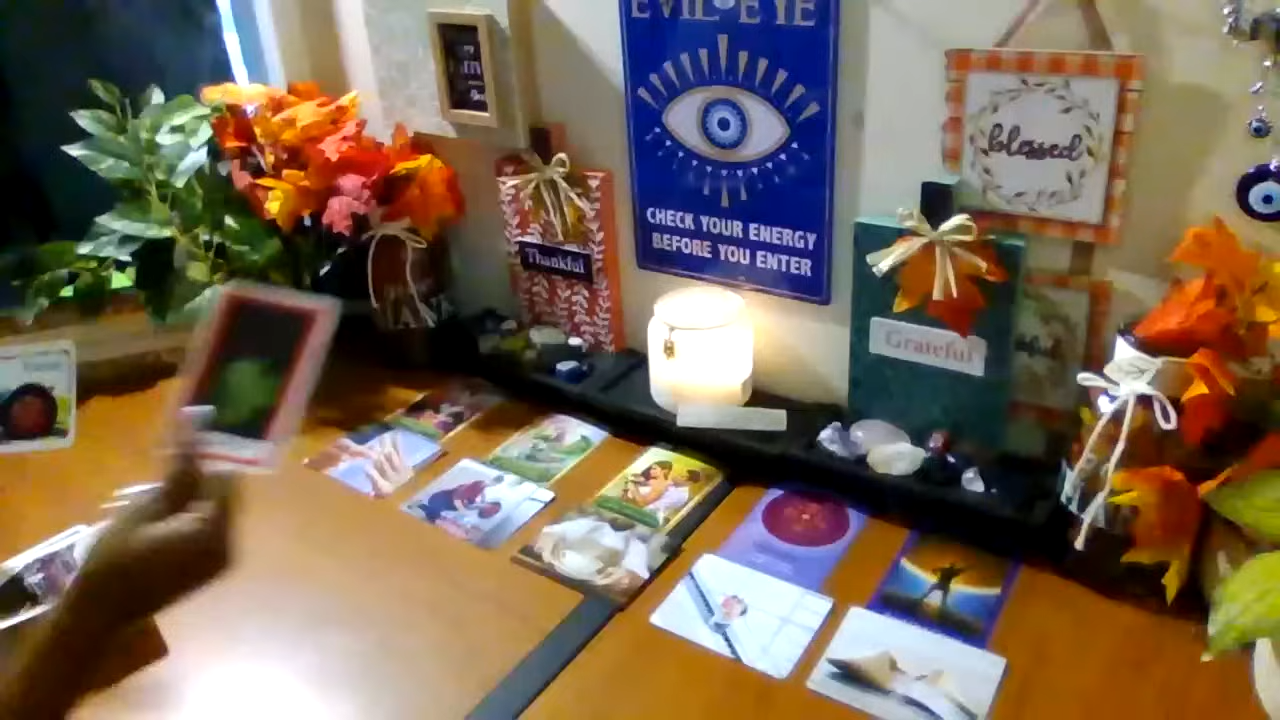 EVIL EYE
CHECK YOUR ENERGY
BEFORE YOU ENTER
Thankful
blessed
Grateful